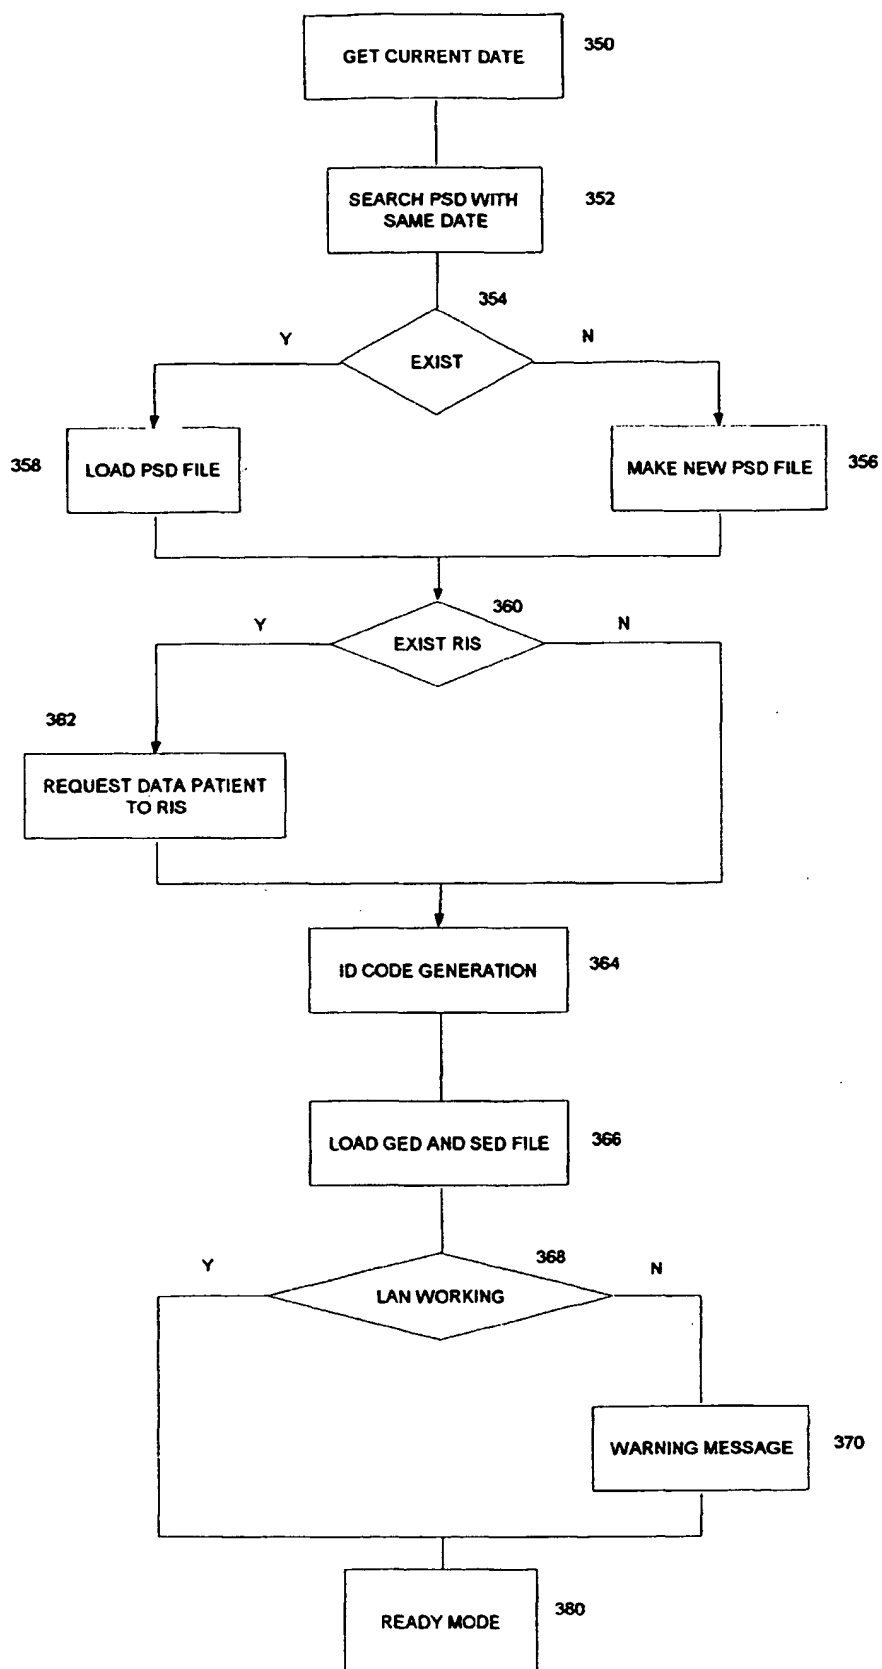 GET CURRENT DATE
350
SEARCH PSD WITH
SAME DATE
352
354
Y
EXIST
N
358
LOAD PSD FILE
MAKE NEW PSD FILE
356
360
Y
EXIST RIS
N
362
REQUEST DATA PATIENT
TO RIS
ID CODE GENERATION
364
LOAD GED AND SED FILE
366
368
Y
LAN WORKING
N
WARNING MESSAGE
370
READY MODE
380